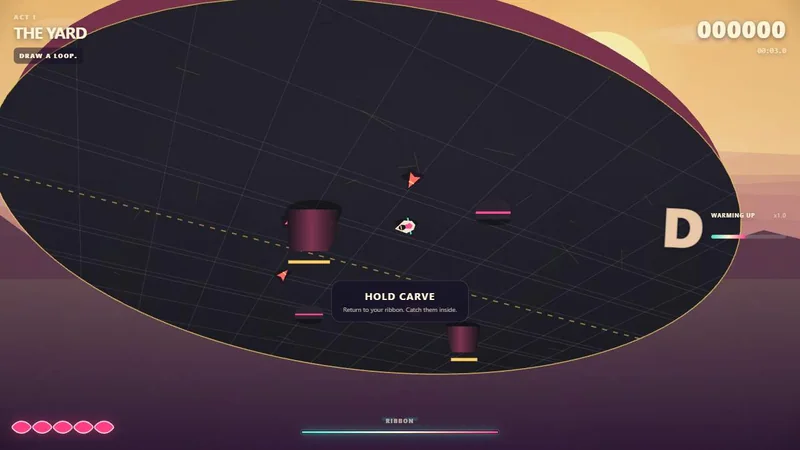 ACT I
THE YARD
DRAW A LOOP.
000000
00:03.0
D
WARMING UP x1.0
HOLD CARVE
Return to your ribbon. Catch them inside.
RIBBON